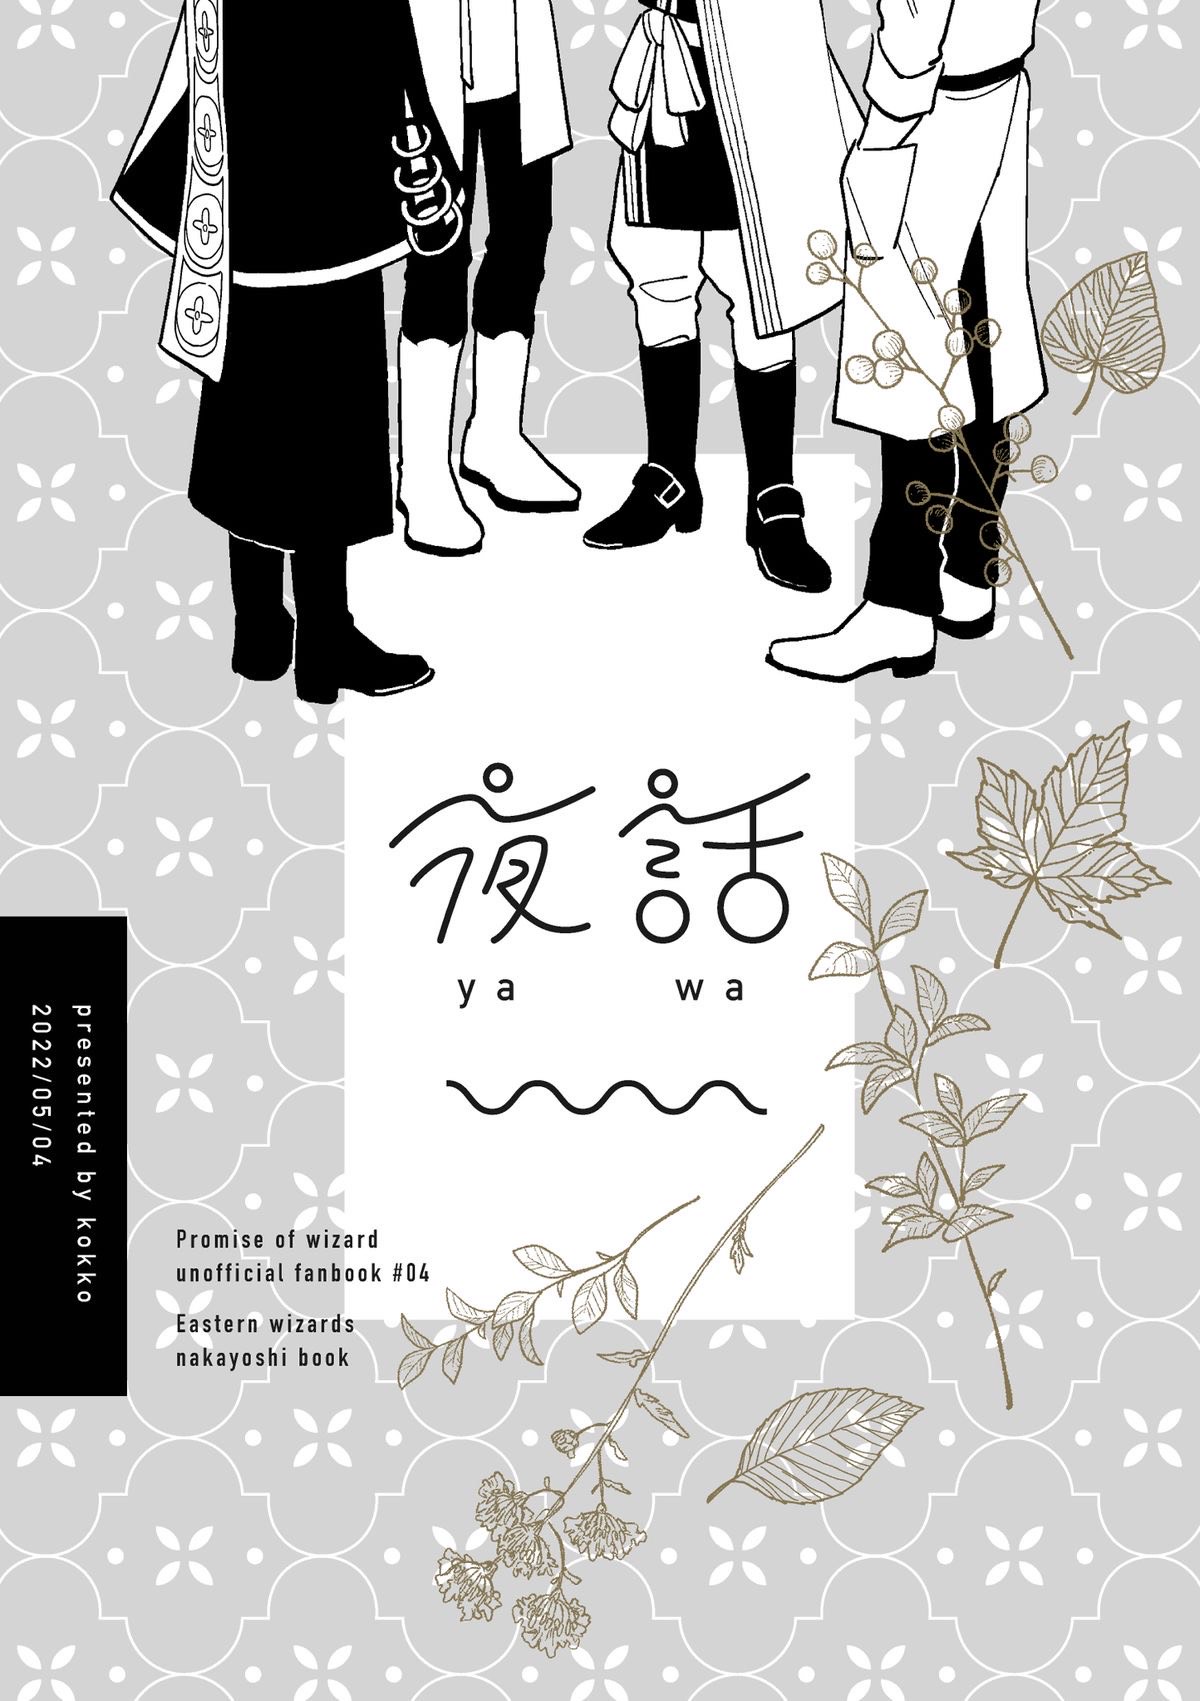 夜話
ya wa
presented by kokko
2022/05/04
Promise of wizard
unofficial fanbook #04
Eastern wizards
nakayoshi book